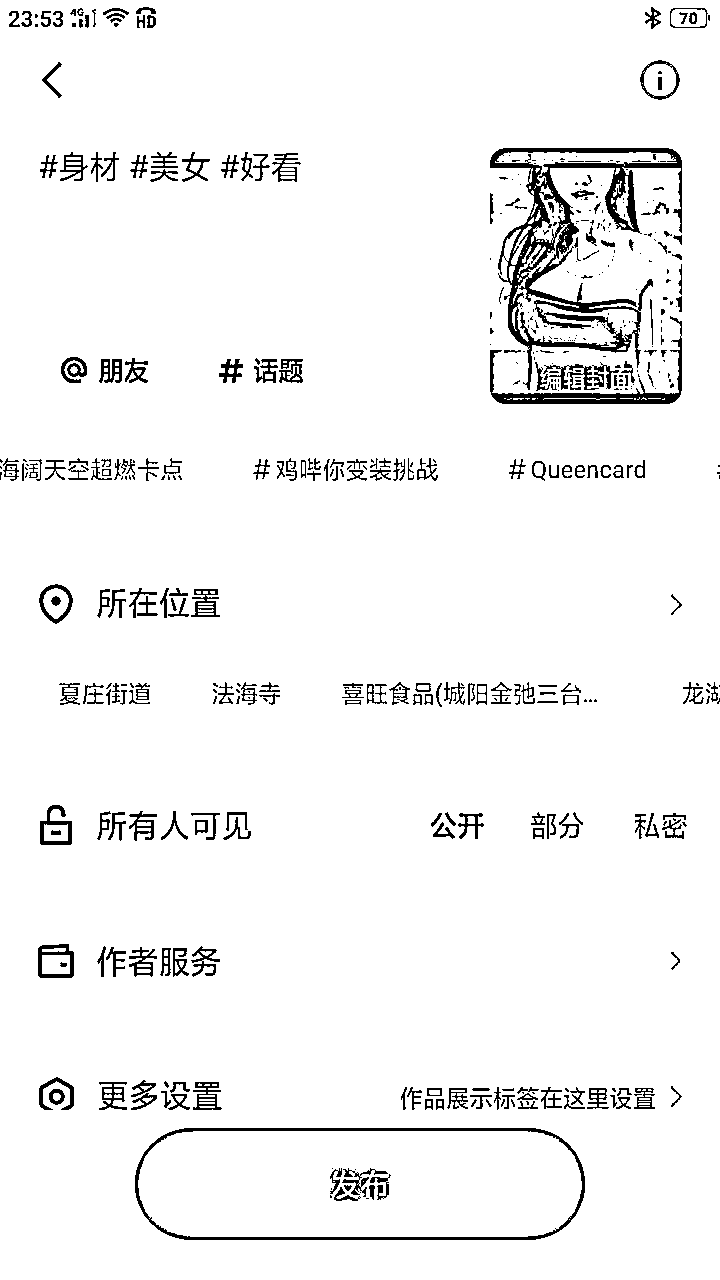 23:53 4G HD 70
#身材 #美女 #好看
编辑封面
@ 朋友 # 话题
海阔天空超燃卡点 # 鸡哔你变装挑战 # Queencard
所在位置
夏庄街道 法海寺 喜旺食品(城阳金弛三台... 龙湖
所有人可见 公开 部分 私密
作者服务
更多设置 作品展示标签在这里设置
发布